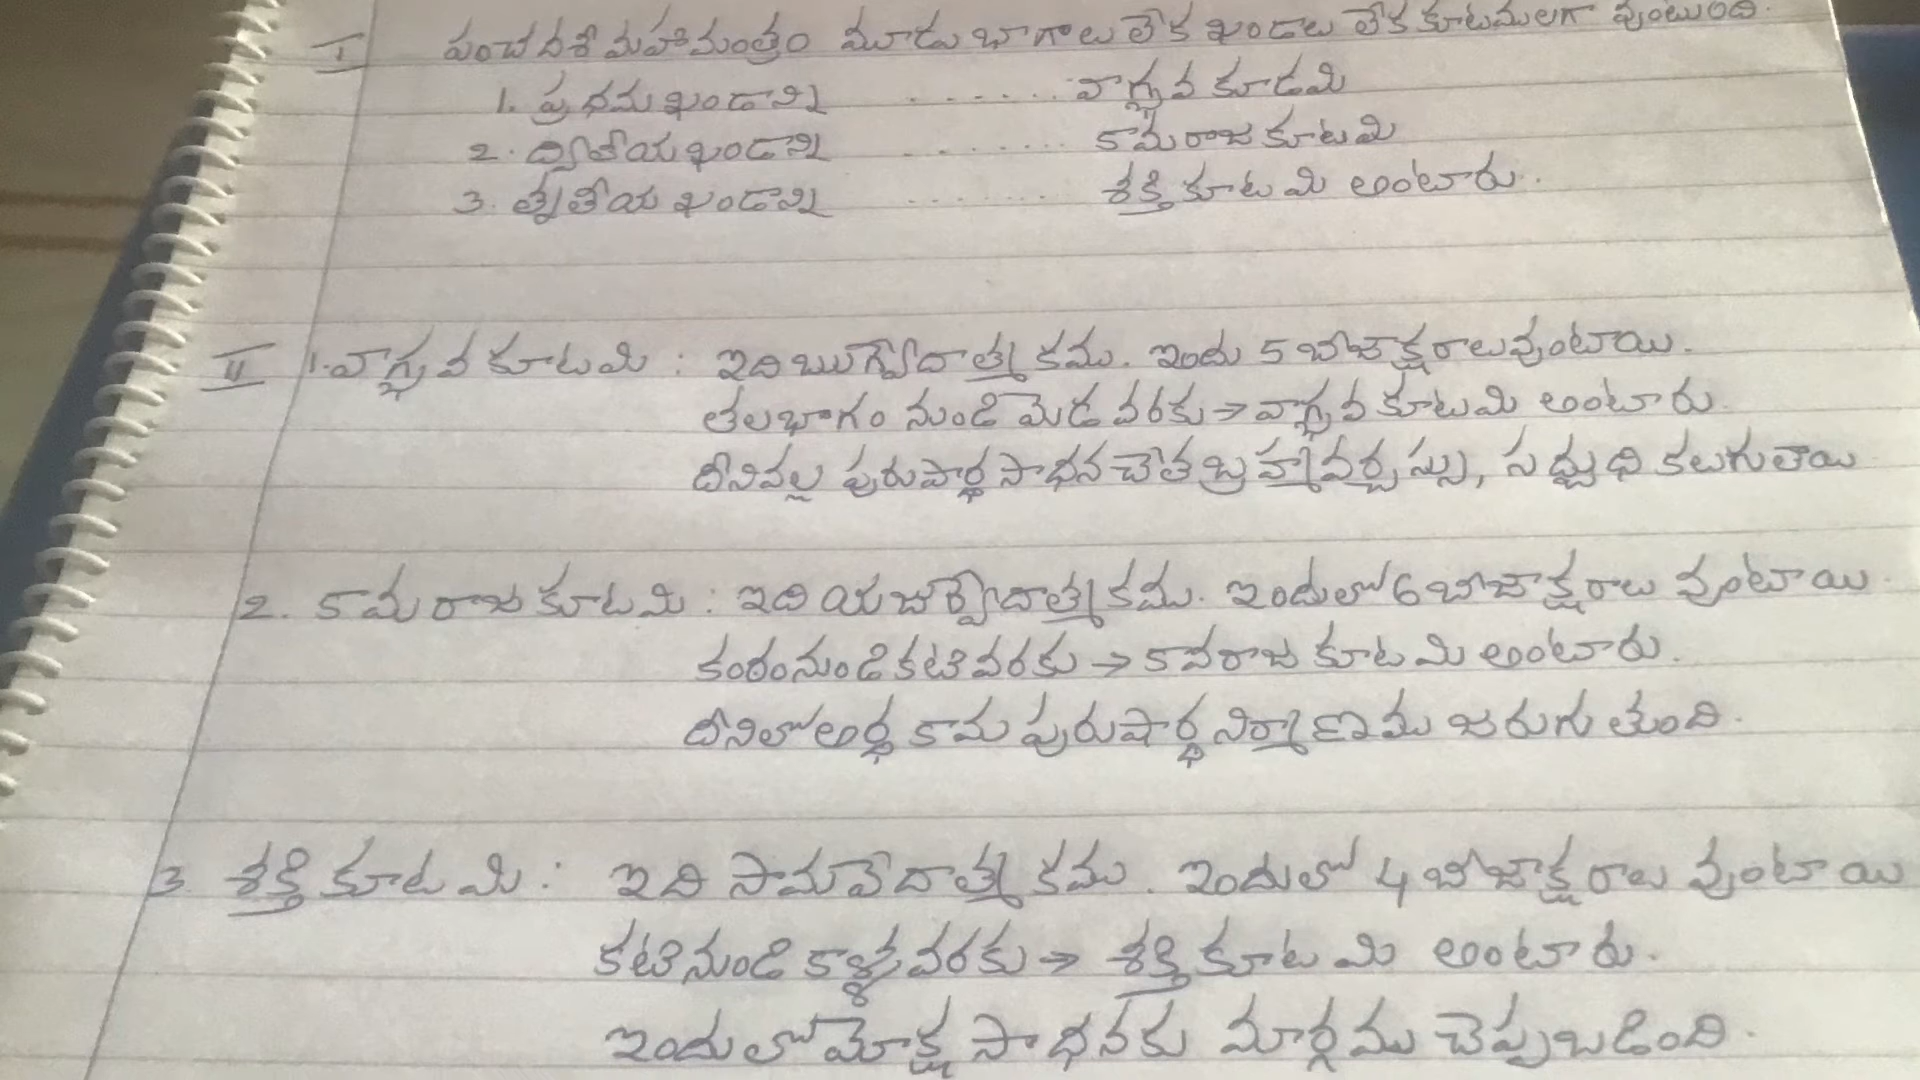 I పంచదశీ మహామంత్రం మూడు భాగాలు లేక ఖండాలు లేక కూటములుగా వుంటుంది.
1. ప్రథమ ఖండాన్ని ........ వాగ్భవ కూడమి
2. ద్వితీయ ఖండాన్ని ........ కామరాజ కూటమి
3. తృతీయ ఖండాన్ని ........ శక్తి కూటమి అంటారు.
II 1. వాగ్భవ కూటమి : ఇది ఋగ్వేదాత్మకము. ఇందు 5 బీజాక్షరాలు వుంటాయి.
తలభాగం నుండి మెడ వరకు → వాగ్భవ కూటమి అంటారు.
దీనివల్ల పురుషార్థ సాధన చేత బ్రహ్మవర్చస్సు, సద్బుధి కలుగుతాయి
2. కామరాజు కూటమి : ఇది యజుర్వేదాత్మకము. ఇందులో 6 బీజాక్షరాలు వుంటాయి.
కంఠంనుండి కటి వరకు → కామరాజు కూటమి అంటారు.
దీనిలో అర్థ కామ పురుషార్థ నిర్మాణము జరుగుతుంది.
3. శక్తి కూటమి : ఇది సామవేదాత్మకము. ఇందులో 4 బీజాక్షరాలు వుంటాయి
కటి నుండి కాళ్ళ వరకు → శక్తి కూటమి అంటారు.
ఇందులో మోక్ష సాధనకు మార్గము చెప్పబడింది.